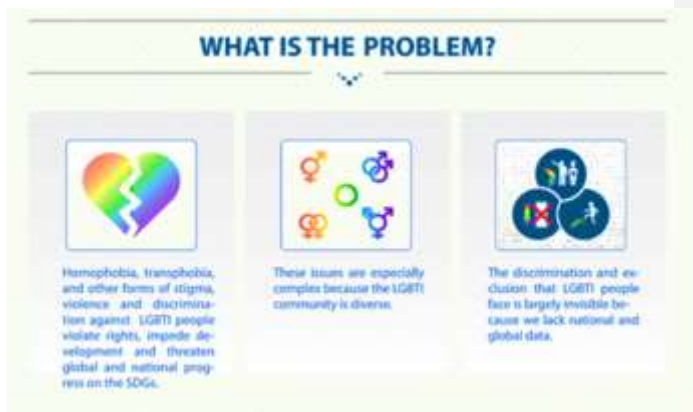 WHAT IS THE PROBLEM?
Homophobia, transphobia,
and other forms of stigma,
violence and discrimina-
tion against LGBTI people
violate rights, impede de-
velopment and threaten
global and national prog-
ress on the SDGs.
These issues are especially
complex because the LGBTI
community is diverse.
The discrimination and ex-
clusion that LGBTI people
face is largely invisible be-
cause we lack national and
global data.